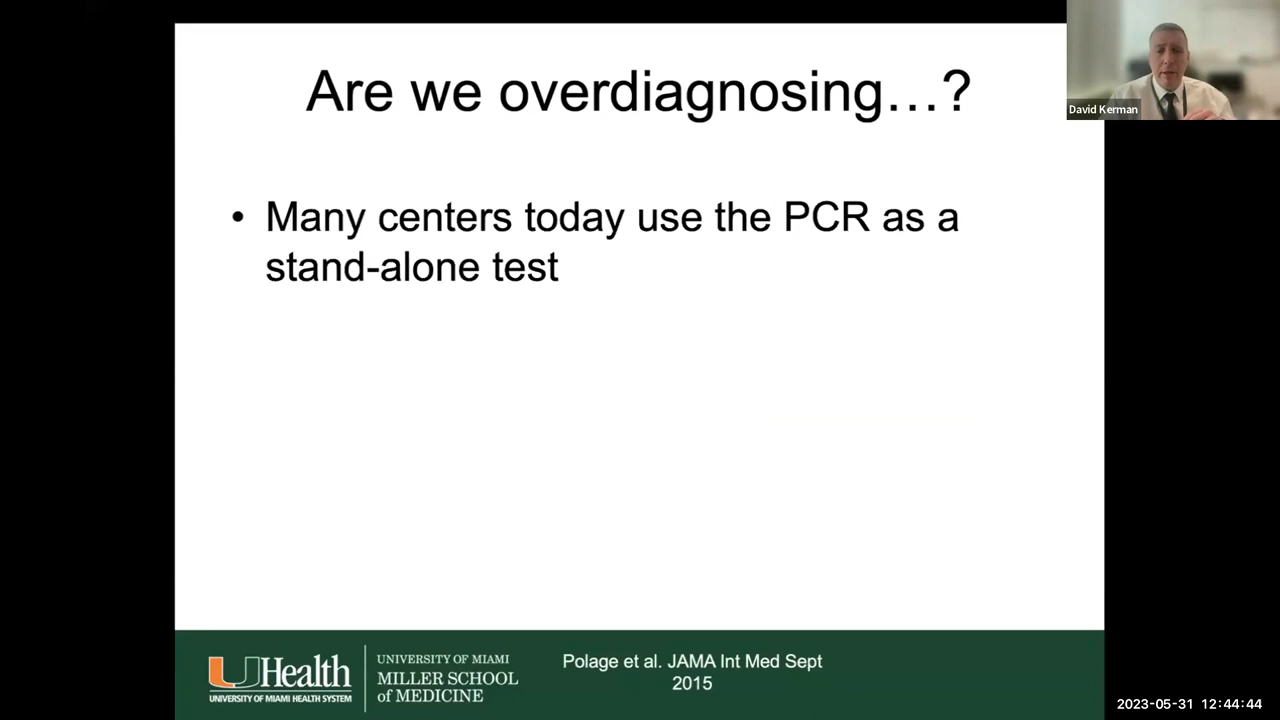 Are we overdiagnosing...?
David Kerman
• Many centers today use the PCR as a
stand-alone test
UHealth
UNIVERSITY OF MIAMI HEALTH SYSTEM
UNIVERSITY OF MIAMI
MILLER SCHOOL
of MEDICINE
Polage et al. JAMA Int Med Sept
2015
2023-05-31 12:44:44